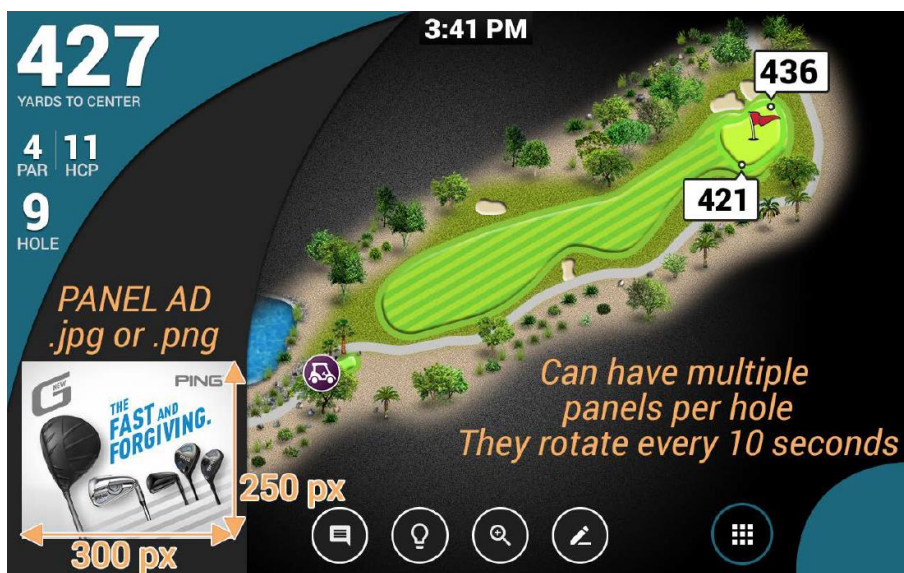 427
YARDS TO CENTER
4
PAR
11
HCP
9
HOLE
3:41 PM
436
421
PANEL AD
.jpg or .png
G
NEW
PING
THE
FAST AND
FORGIVING.
250 px
300 px
Can have multiple
panels per hole
They rotate every 10 seconds